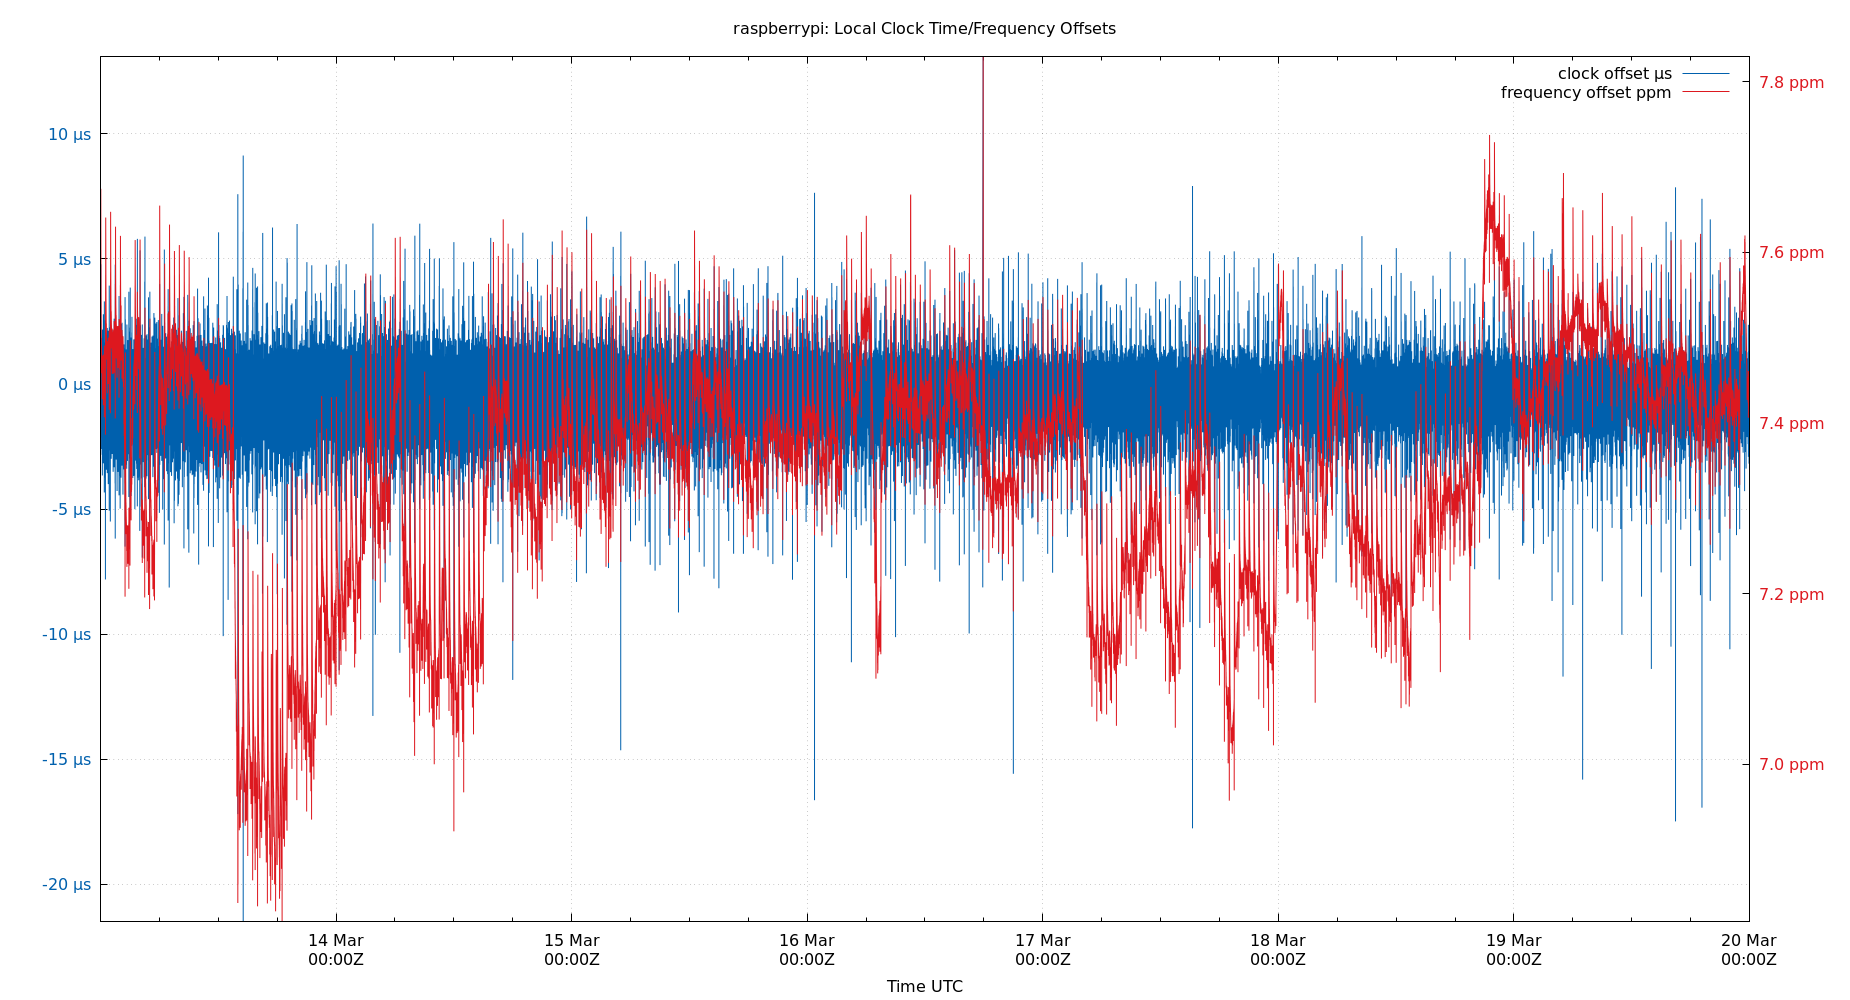 raspberrypi: Local Clock Time/Frequency Offsets
clock offset µs
frequency offset ppm
10 µs
5 µs
0 µs
-5 µs
-10 µs
-15 µs
-20 µs
7.8 ppm
7.6 ppm
7.4 ppm
7.2 ppm
7.0 ppm
14 Mar
00:00Z
15 Mar
00:00Z
16 Mar
00:00Z
17 Mar
00:00Z
18 Mar
00:00Z
19 Mar
00:00Z
20 Mar
00:00Z
Time UTC